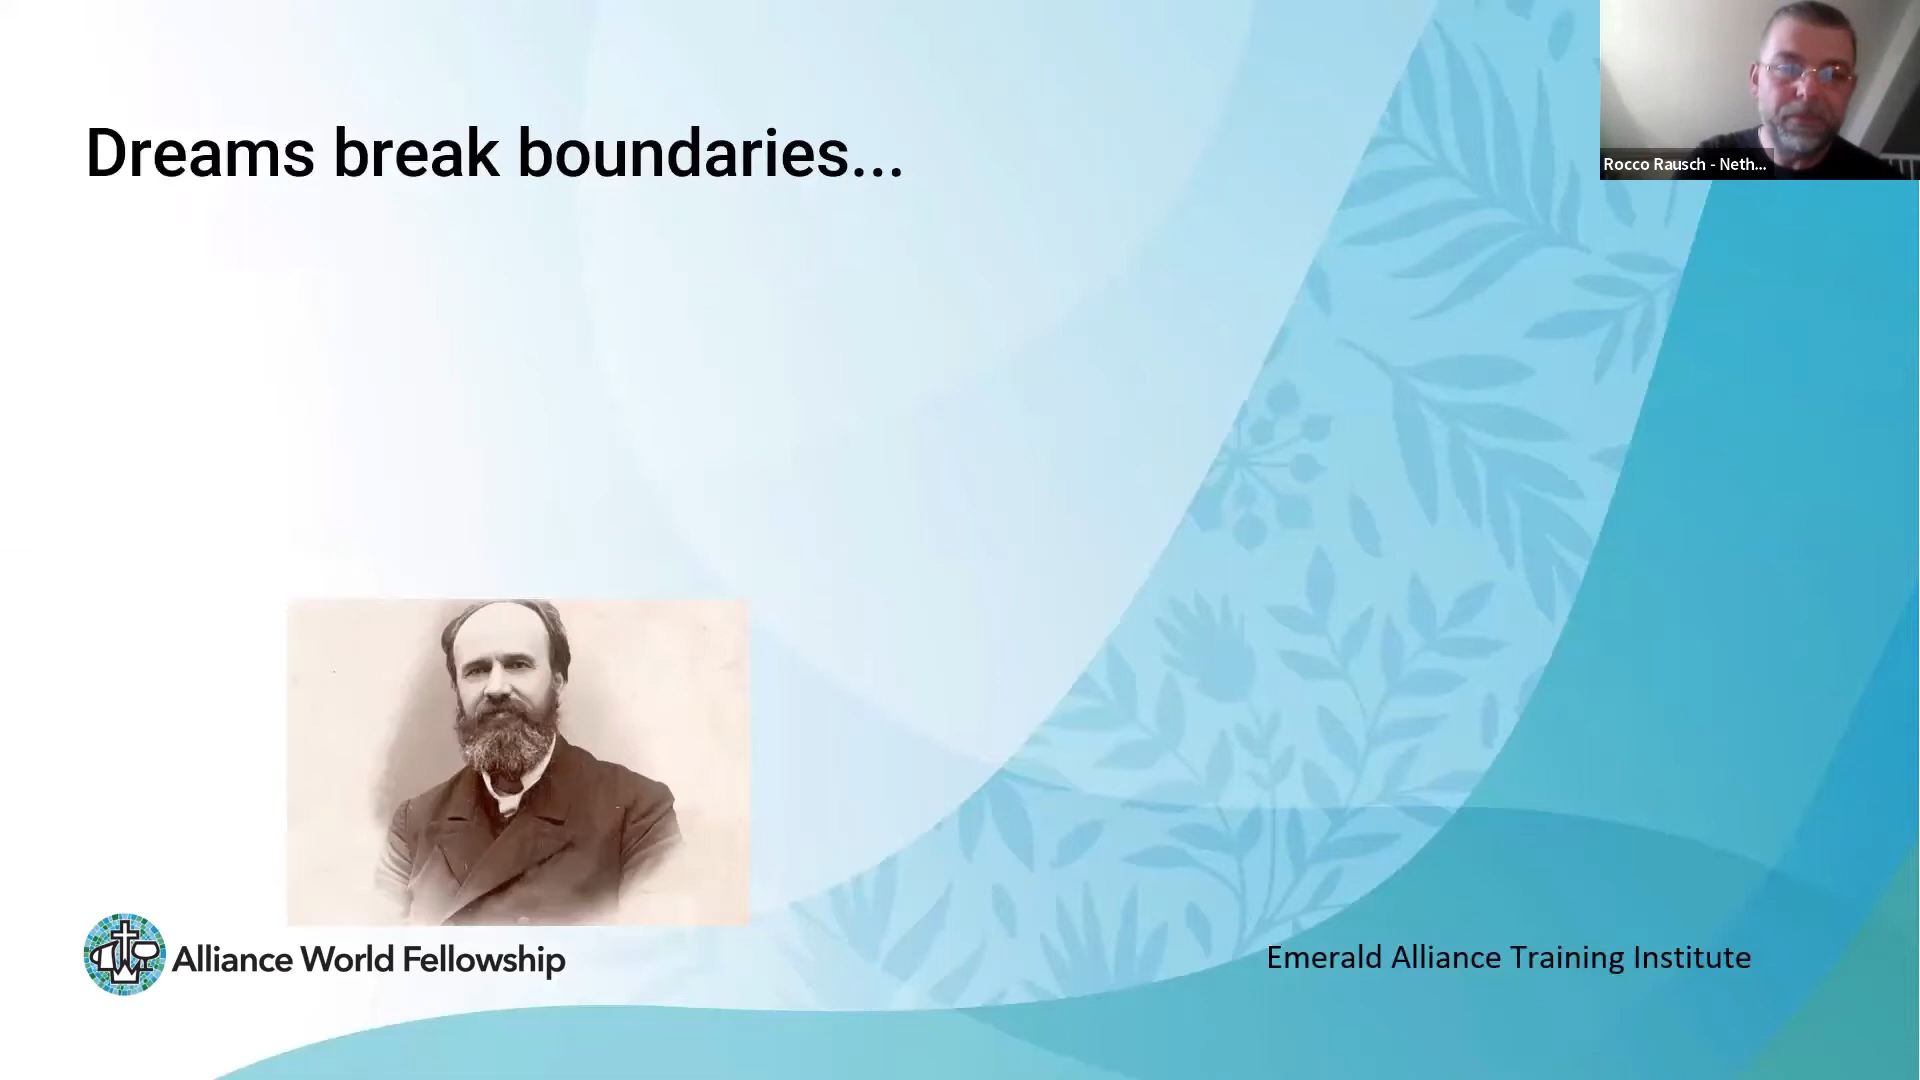 Dreams break boundaries...
Rocco Rausch - Neth...
Alliance World Fellowship
Emerald Alliance Training Institute